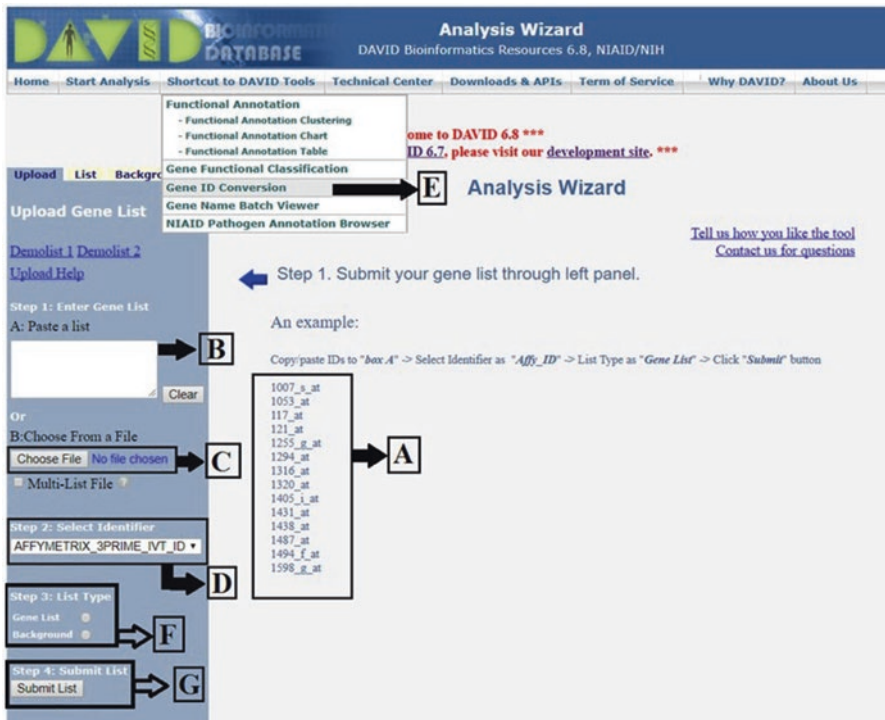 DAVID BIOINFORMATICS DATABASE
Analysis Wizard
DAVID Bioinformatics Resources 6.8, NIAID/NIH
Home Start Analysis Shortcut to DAVID Tools Technical Center Downloads & APIs Term of Service Why DAVID? About Us
Functional Annotation
- Functional Annotation Clustering
- Functional Annotation Chart
- Functional Annotation Table
Gene Functional Classification
Gene ID Conversion
Gene Name Batch Viewer
NIAID Pathogen Annotation Browser
ome to DAVID 6.8 ***
ID 6.7, please visit our development site. ***
E
Analysis Wizard
Tell us how you like the tool
Contact us for questions
Upload List Backgr
Upload Gene List
Demolist 1 Demolist 2
Upload Help
Step 1: Enter Gene List
A: Paste a list
B
Clear
Or
B:Choose From a File
Choose File No file chosen
C
Multi-List File ?
Step 2: Select Identifier
AFFYMETRIX_3PRIME_IVT_ID
D
Step 3: List Type
Gene List
Background
F
Step 4: Submit List
Submit List
G
Step 1. Submit your gene list through left panel.
An example:
Copy/paste IDs to "box A" -> Select Identifier as "Affy_ID" -> List Type as "Gene List" -> Click "Submit" button
1007_s_at
1053_at
117_at
121_at
1255_g_at
1294_at
1316_at
1320_at
1405_i_at
1431_at
1438_at
1487_at
1494_f_at
1598_g_at
A